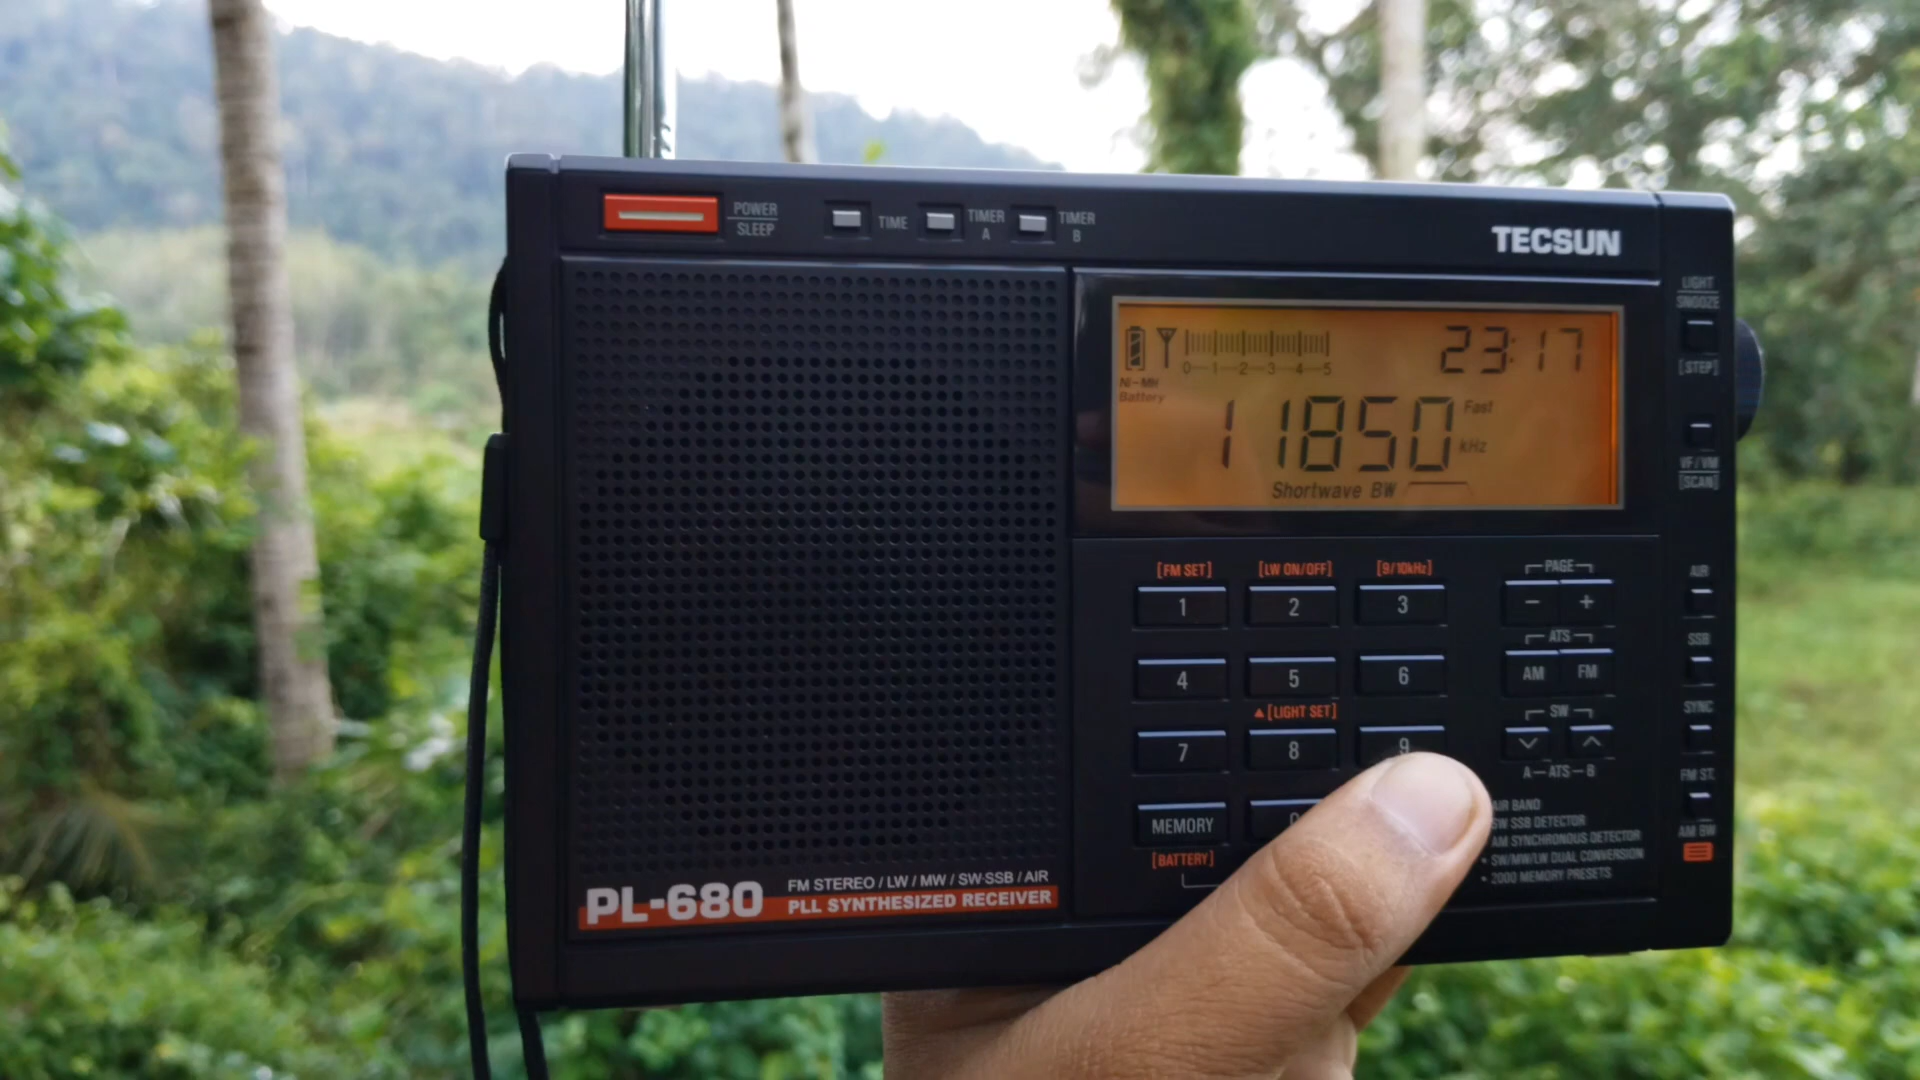 POWER
SLEEP
TIME
TIMER
A
TIMER
B
TECSUN
LIGHT
SNOOZE
[STEP]
VF/VM
[SCAN]
23:17
0-1-2-3-4-5
Ni-MH
Battery
11850 Fast
kHz
Shortwave BW
[FM SET] [LW ON/OFF] [9/10kHz]
1 2 3
4 5 6
▲[LIGHT SET]
7 8 9
MEMORY 0
[BATTERY]
PAGE
- +
ATS
AM FM
SW
A-ATS-B
AIR
SSB
SYNC
FM ST.
AM BW
AIR BAND
SW SSB DETECTOR
AM SYNCHRONOUS DETECTOR
• SW/MW/LW DUAL CONVERSION
• 2000 MEMORY PRESETS
PL-680
FM STEREO / LW / MW / SW-SSB / AIR
PLL SYNTHESIZED RECEIVER